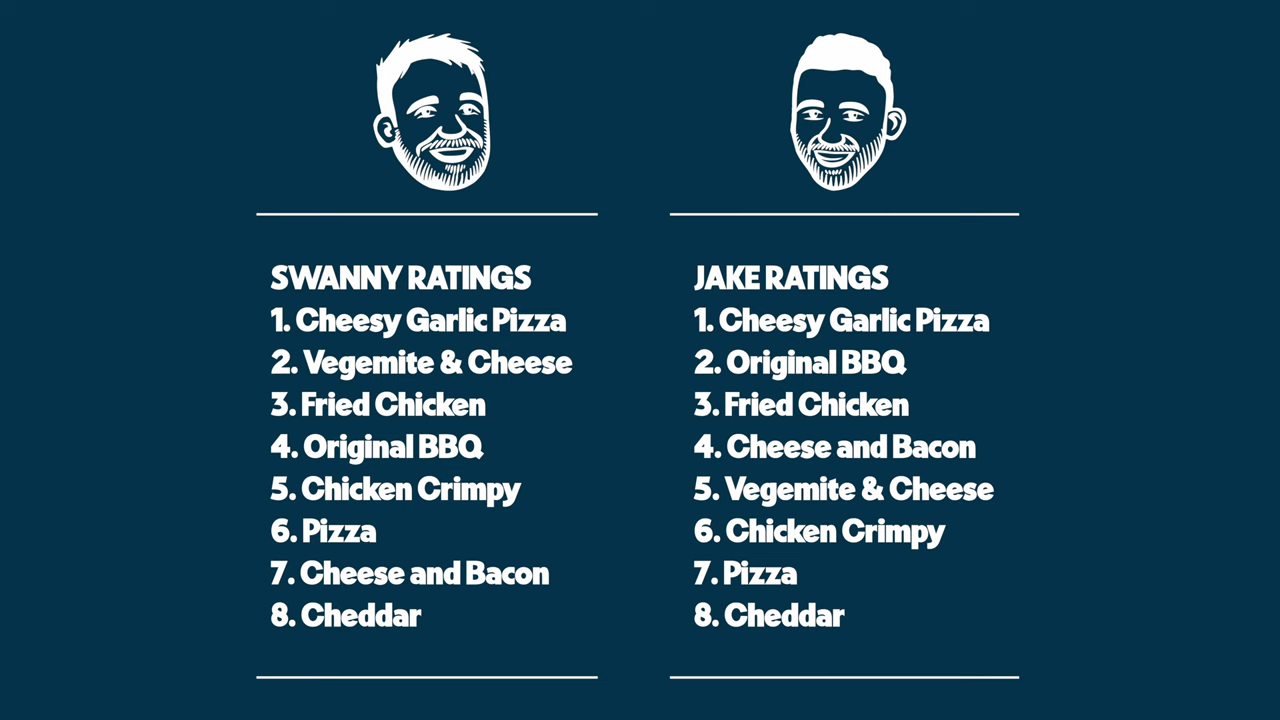 SWANNY RATINGS
1. Cheesy Garlic Pizza
2. Vegemite & Cheese
3. Fried Chicken
4. Original BBQ
5. Chicken Crimpy
6. Pizza
7. Cheese and Bacon
8. Cheddar
JAKE RATINGS
1. Cheesy Garlic Pizza
2. Original BBQ
3. Fried Chicken
4. Cheese and Bacon
5. Vegemite & Cheese
6. Chicken Crimpy
7. Pizza
8. Cheddar